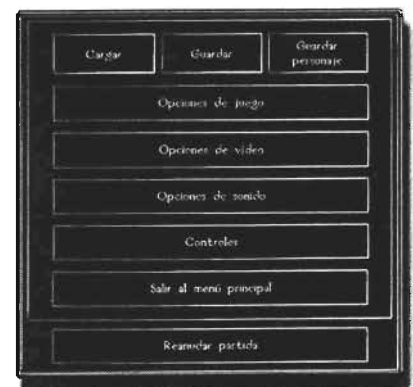 Cargar
Guardar
Guardar
personaje
Opciones de juego
Opciones de vídeo
Opciones de sonido
Controles
Salir al menú principal
Reanudar partida